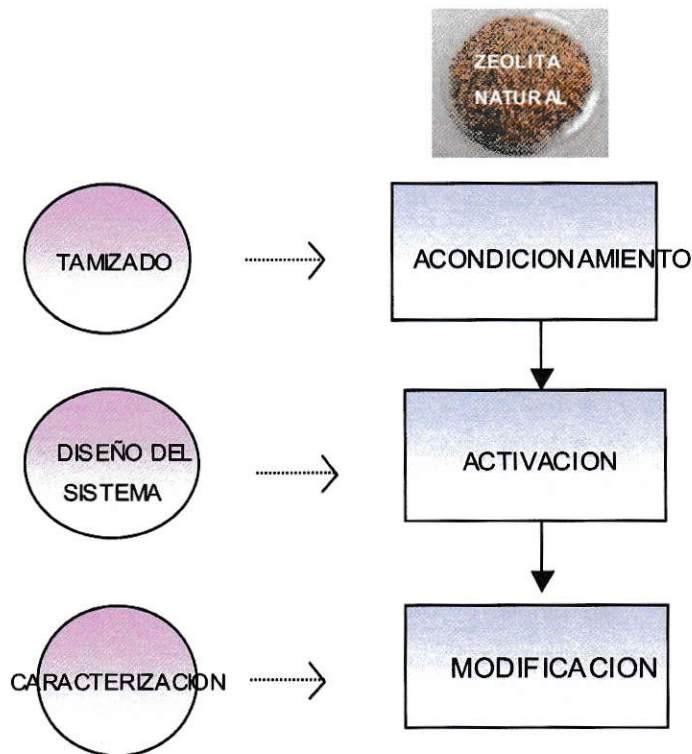 ZEOLITA
NATURAL
TAMIZADO
ACONDICIONAMIENTO
DISEÑO DEL
SISTEMA
ACTIVACION
CARACTERIZACION
MODIFICACION